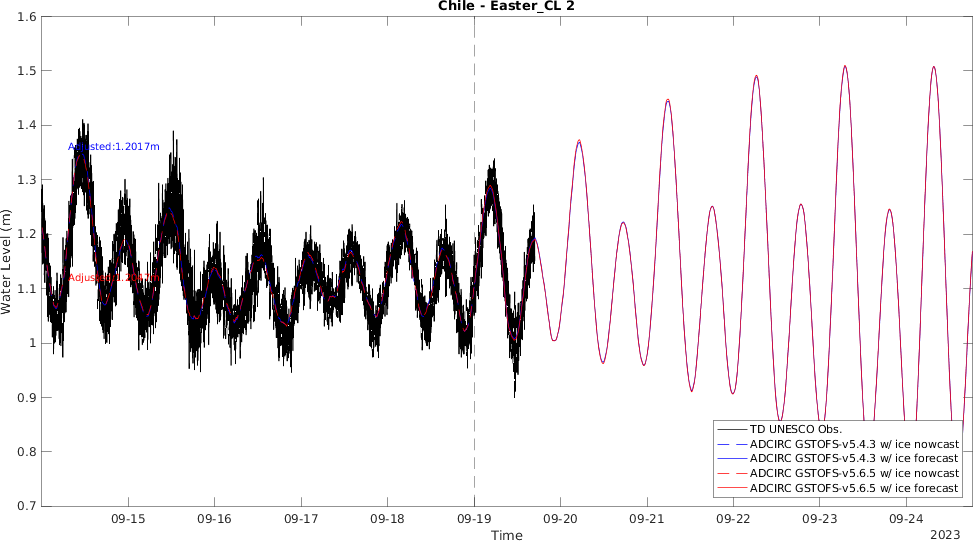 Chile - Easter_CL 2
1.6
1.5
1.4
1.3
1.2
1.1
1
0.9
0.8
0.7
Water Level (m)
Adjusted:1.2017m
TD UNESCO Obs.
ADCIRC GSTOFS-v5.4.3 w/ ice nowcast
ADCIRC GSTOFS-v5.4.3 w/ ice forecast
ADCIRC GSTOFS-v5.6.5 w/ ice nowcast
ADCIRC GSTOFS-v5.6.5 w/ ice forecast
09-15
09-16
09-17
09-18
09-19
09-20
09-21
09-22
09-23
09-24
Time
2023